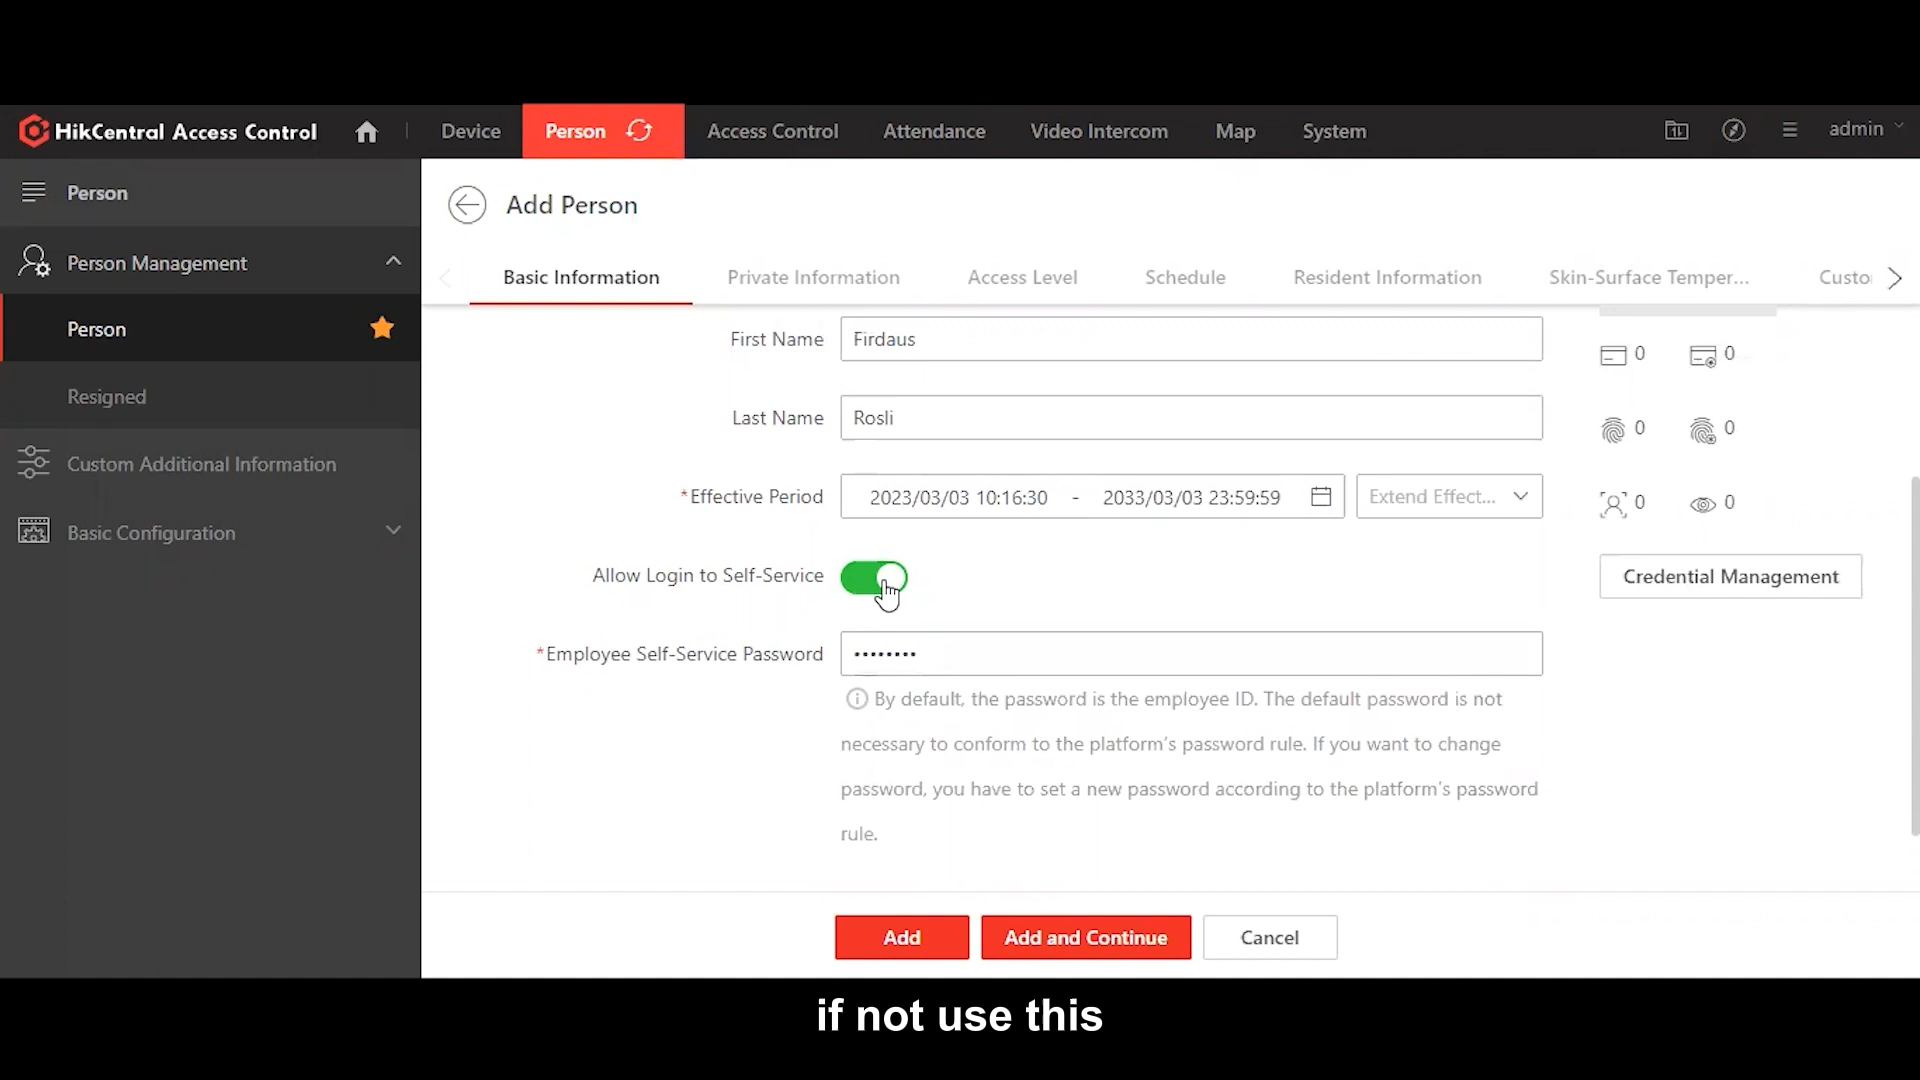 HikCentral Access Control
Device
Person
Access Control
Attendance
Video Intercom
Map
System
admin
Person
Person Management
Person
Resigned
Custom Additional Information
Basic Configuration
Add Person
Basic Information
Private Information
Access Level
Schedule
Resident Information
Skin-Surface Temper...
Custo
First Name
Firdaus
Last Name
Rosli
*Effective Period
2023/03/03 10:16:30 - 2033/03/03 23:59:59
Extend Effect...
Allow Login to Self-Service
*Employee Self-Service Password
••••••••
By default, the password is the employee ID. The default password is not
necessary to conform to the platform's password rule. If you want to change
password, you have to set a new password according to the platform's password
rule.
0 0
0 0
0 0
Credential Management
Add
Add and Continue
Cancel
if not use this